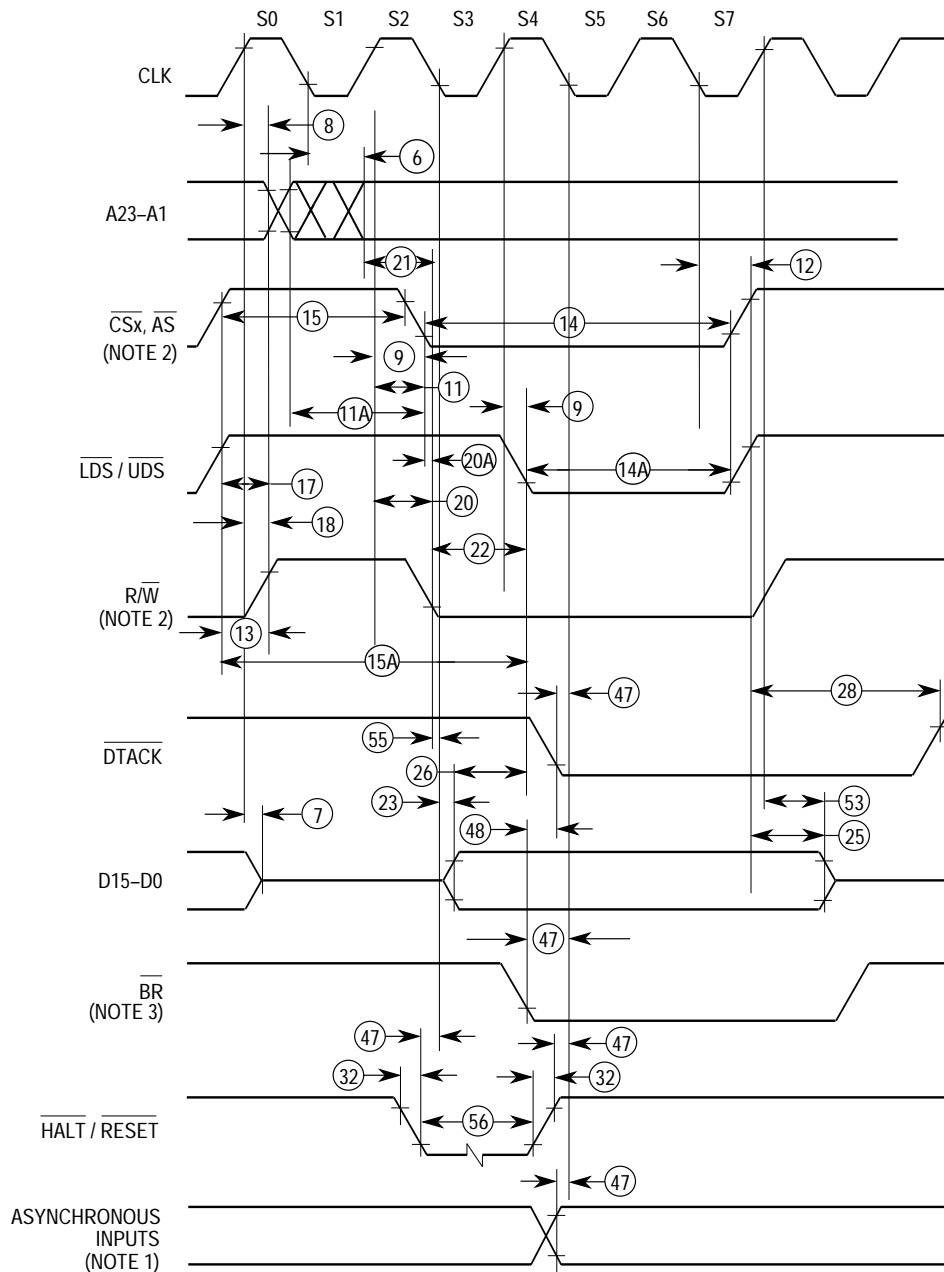 S0 S1 S2 S3 S4 S5 S6 S7
CLK
8
6
A23–A1
21
12
CSx, AS
(NOTE 2)
15
14
9
11
9
11A
20A
LDS / UDS
14A
17
20
18
22
R/W
(NOTE 2)
13
15A
28
47
DTACK
55
26
23
53
7
48
25
D15–D0
47
BR
(NOTE 3)
47
47
32
32
HALT / RESET
56
47
ASYNCHRONOUS
INPUTS
(NOTE 1)